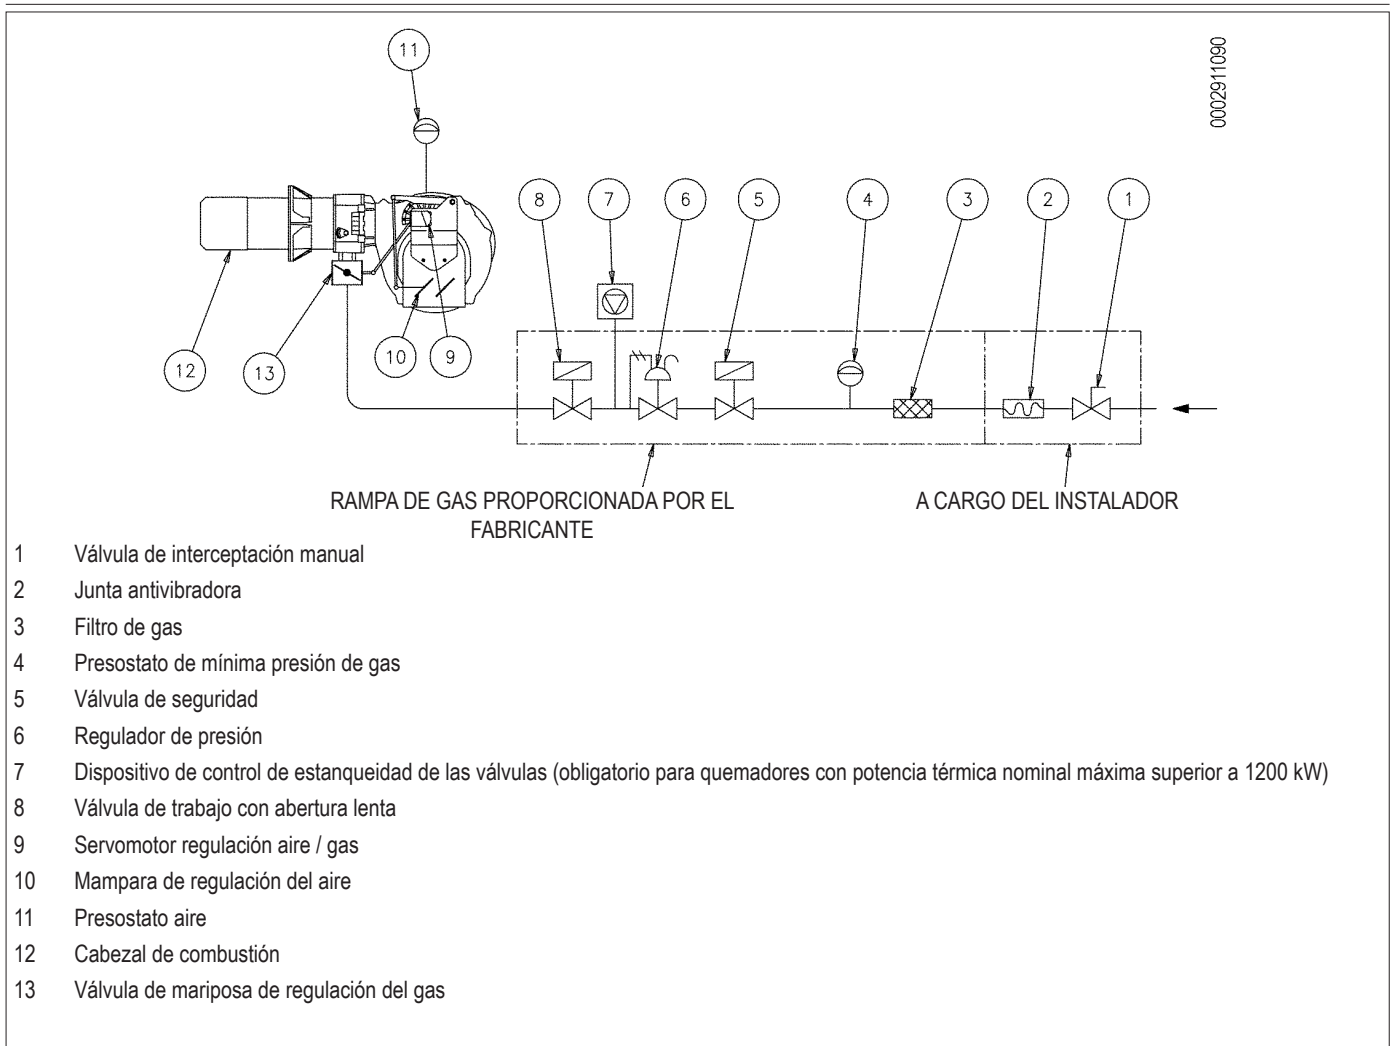 11
0002911090
8
7
6
5
4
3
2
1
12
13
10
9
RAMPA DE GAS PROPORCIONADA POR EL
FABRICANTE
A CARGO DEL INSTALADOR
1 Válvula de interceptación manual
2 Junta antivibradora
3 Filtro de gas
4 Presostato de mínima presión de gas
5 Válvula de seguridad
6 Regulador de presión
7 Dispositivo de control de estanqueidad de las válvulas (obligatorio para quemadores con potencia térmica nominal máxima superior a 1200 kW)
8 Válvula de trabajo con abertura lenta
9 Servomotor regulación aire / gas
10 Mampara de regulación del aire
11 Presostato aire
12 Cabezal de combustión
13 Válvula de mariposa de regulación del gas